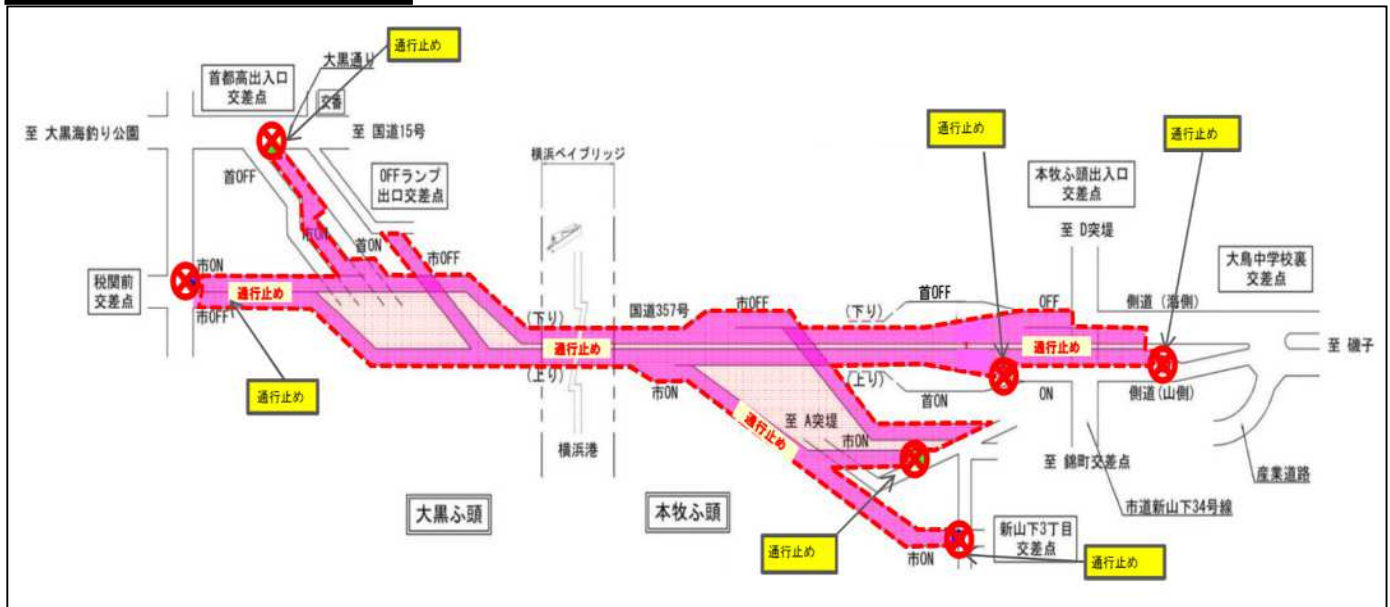 通行止め
大黒通り
首都高出入口
交差点
交番
至 大黒海釣り公園
至 国道15号
首OFF
OFFランプ
出口交差点
横浜ベイブリッジ
通行止め
通行止め
本牧ふ頭出入口
交差点
至 D突堤
大鳥中学校裏
交差点
市ON
首ON
市OFF
税関前
交差点
市ON
通行止め
市OFF
(下り)
国道357号
市OFF
(下り)
首OFF
OFF
側道 (海側)
通行止め
通行止め
至 磯子
(上り)
市ON
(上り)
首ON
ON
側道(山側)
通行止め
通行止め
至 A突堤
市ON
横浜港
至 錦町交差点
産業道路
大黒ふ頭
本牧ふ頭
市道新山下34号線
通行止め
市ON
新山下3丁目
交差点
通行止め